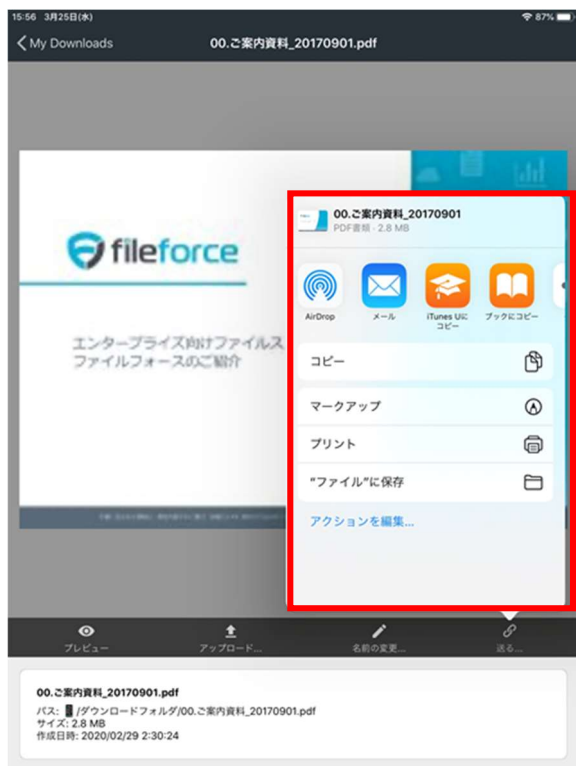 15:56 3月25日(水)
87%
My Downloads
00.ご案内資料_20170901.pdf
fileforce
エンタープライズ向けファイルス
ファイルフォースのご紹介
00.ご案内資料_20170901
PDF書類・2.8 MB
AirDrop
メール
iTunes Uに
コピー
ブックにコピー
コピー
マークアップ
プリント
"ファイル"に保存
アクションを編集...
プレビュー
アップロード...
名前の変更...
送る...
00.ご案内資料_20170901.pdf
パス: /ダウンロードフォルダ/00.ご案内資料_20170901.pdf
サイズ: 2.8 MB
作成日時: 2020/02/29 2:30:24